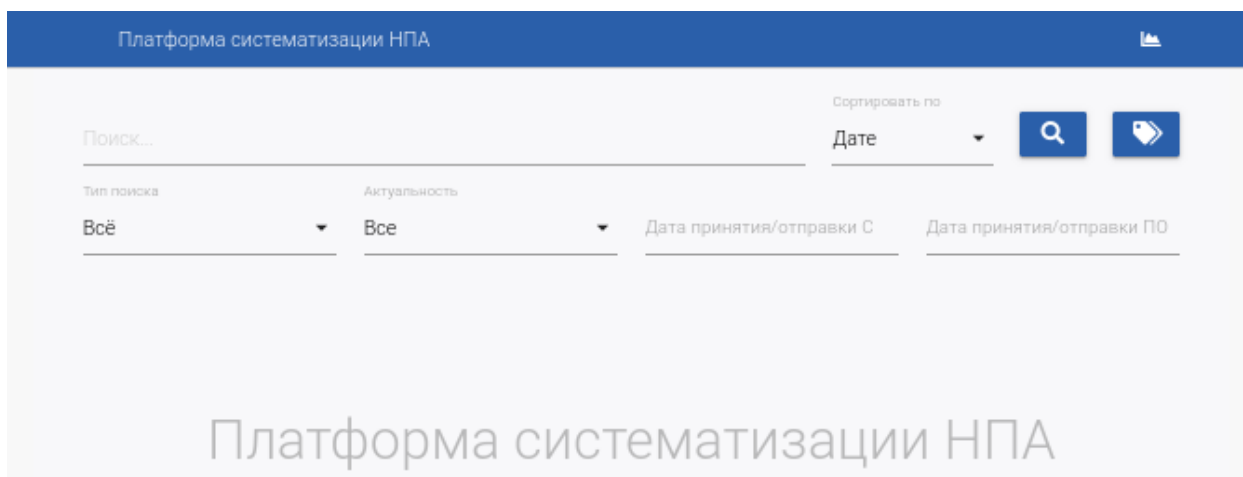 Платформа систематизации НПА
Сортировать по
Поиск...
Дате
Тип поиска
Актуальность
Всё
Все
Дата принятия/отправки С
Дата принятия/отправки ПО
Платформа систематизации НПА